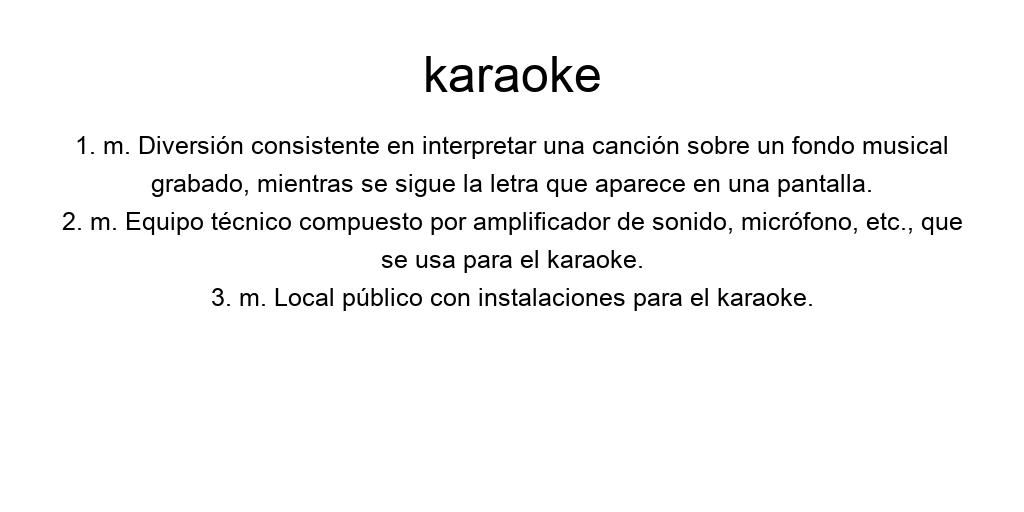 karaoke
1. m. Diversión consistente en interpretar una canción sobre un fondo musical
grabado, mientras se sigue la letra que aparece en una pantalla.
2. m. Equipo técnico compuesto por amplificador de sonido, micrófono, etc., que
se usa para el karaoke.
3. m. Local público con instalaciones para el karaoke.